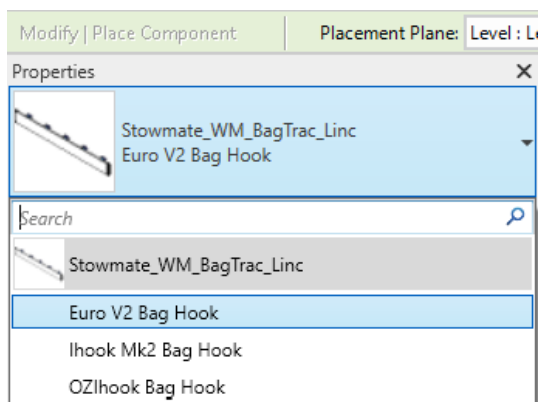 Modify | Place Component Placement Plane: Level : Le
Properties
Stowmate_WM_BagTrac_Linc
Euro V2 Bag Hook
Search
Stowmate_WM_BagTrac_Linc
Euro V2 Bag Hook
Ihook Mk2 Bag Hook
OZIhook Bag Hook